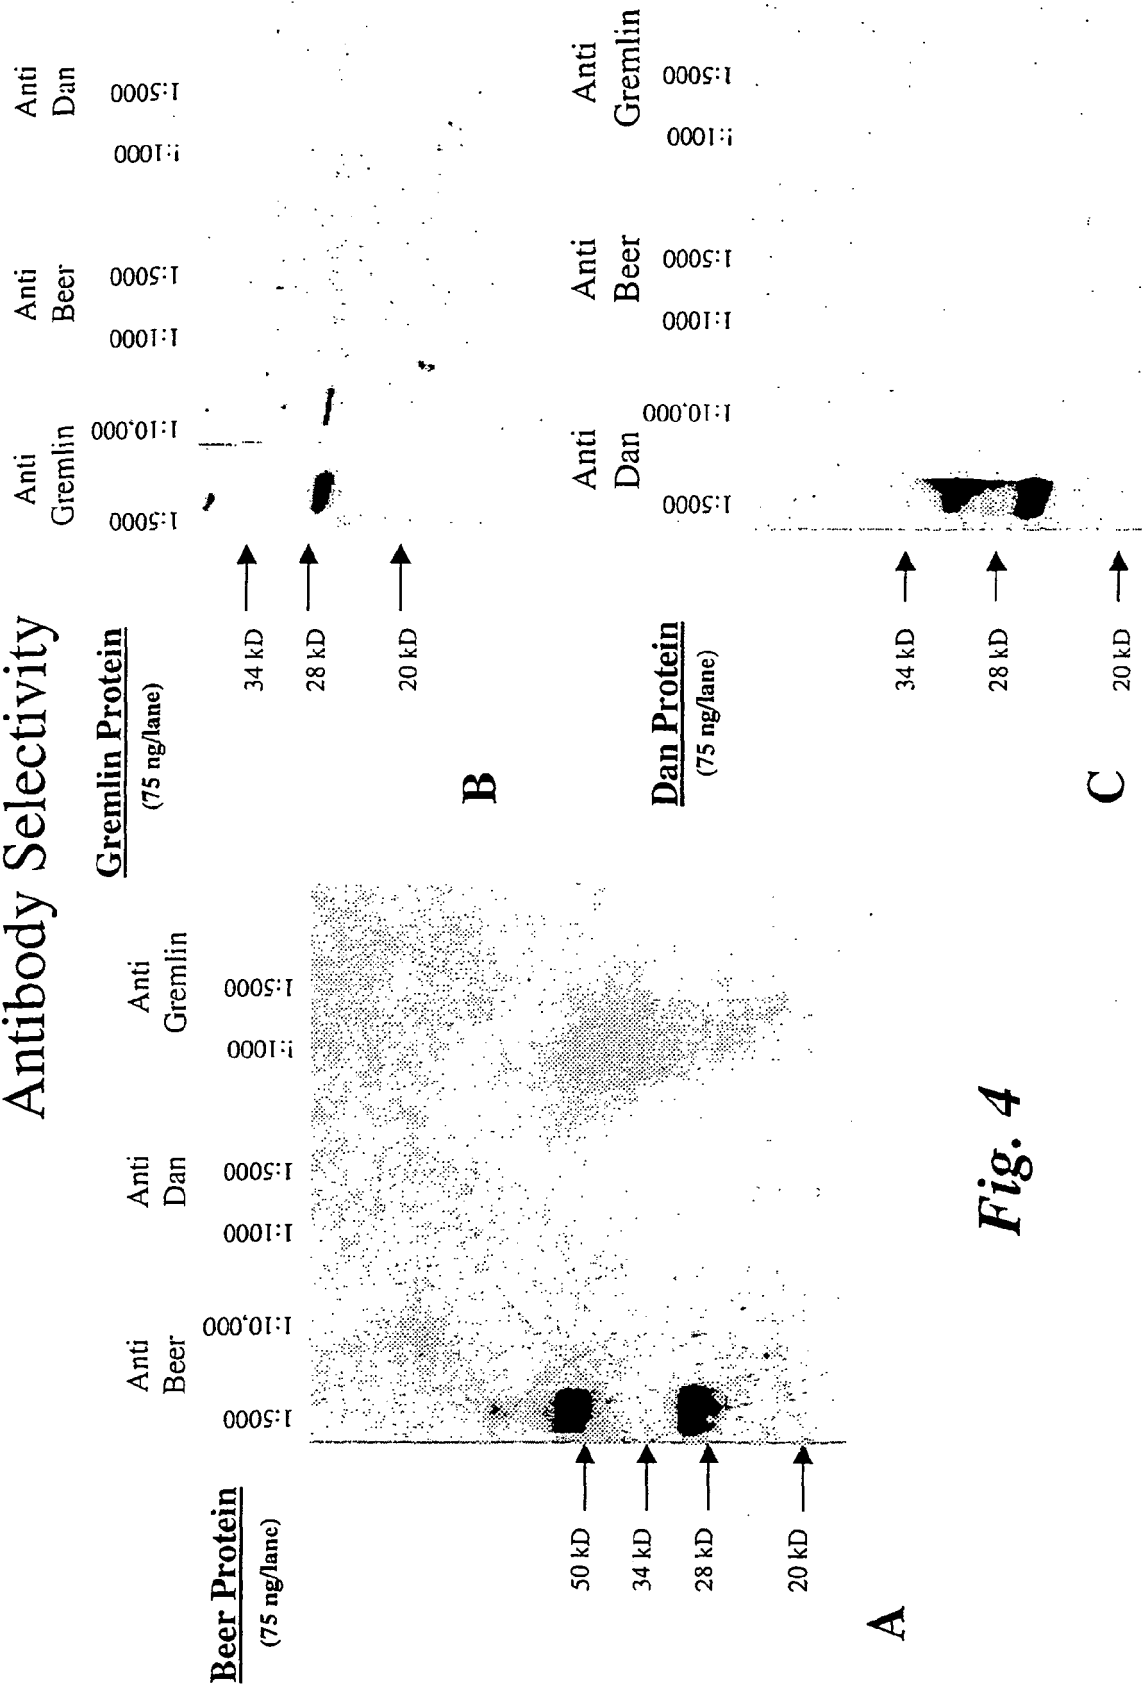 Antibody Selectivity
Beer Protein
(75 ng/lane)
Anti
Beer
Anti
Dan
Anti
Gremlin
1:5000
1:10,000
1:1000
1:5000
!:1000
1:5000
50 kD
34 kD
28 kD
20 kD
A
Gremlin Protein
(75 ng/lane)
Anti
Gremlin
Anti
Beer
Anti
Dan
1:5000
1:10,000
1:1000
1:5000
!:1000
1:5000
34 kD
28 kD
20 kD
B
Dan Protein
(75 ng/lane)
Anti
Dan
Anti
Beer
Anti
Gremlin
1:5000
1:10,000
1:1000
1:5000
!:1000
1:5000
34 kD
28 kD
20 kD
C
Fig. 4